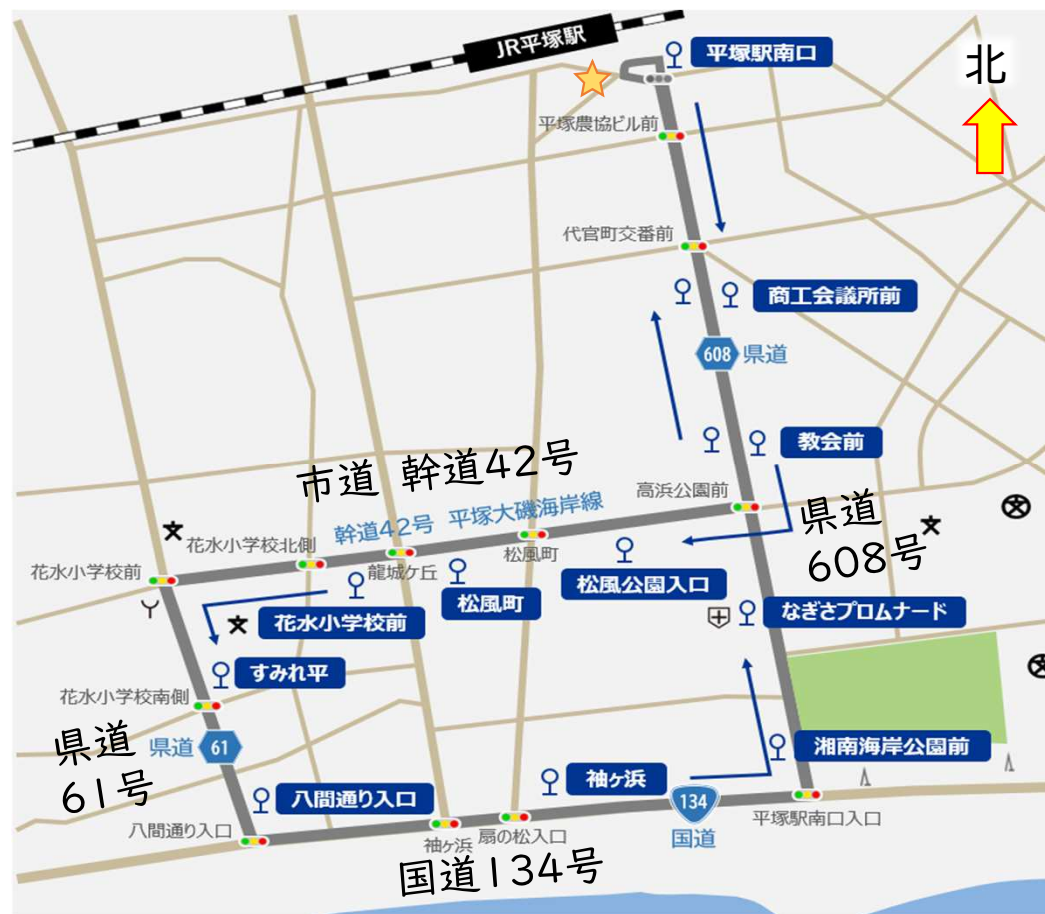 JR平塚駅
平塚駅南口
北
平塚農協ビル前
代官町交番前
商工会議所前
608
県道
教会前
市道 幹道42号
高浜公園前
幹道42号 平塚大磯海岸線
県道
608号
花水小学校北側
松風町
花水小学校前
龍城ケ丘
松風公園入口
松風町
花水小学校前
なぎさプロムナード
すみれ平
花水小学校南側
県道
61号
県道
61
湘南海岸公園前
袖ヶ浜
八間通り入口
134
国道
平塚駅南口入口
八間通り入口
袖ヶ浜
扇の松入口
国道134号